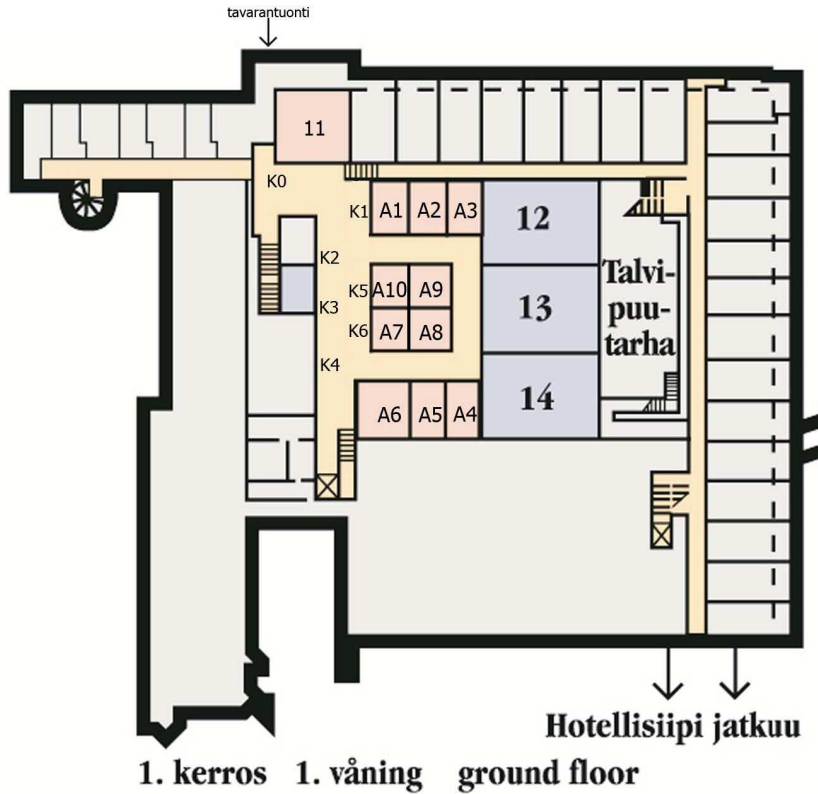 tavarantuonti
11
K0
K1 A1 A2 A3
12
K2
Talvi-
puu-
tarha
K5 A10 A9
K3
13
K6 A7 A8
K4
14
A6 A5 A4
Hotellisiipi jatkuu
1. kerros 1. våning ground floor